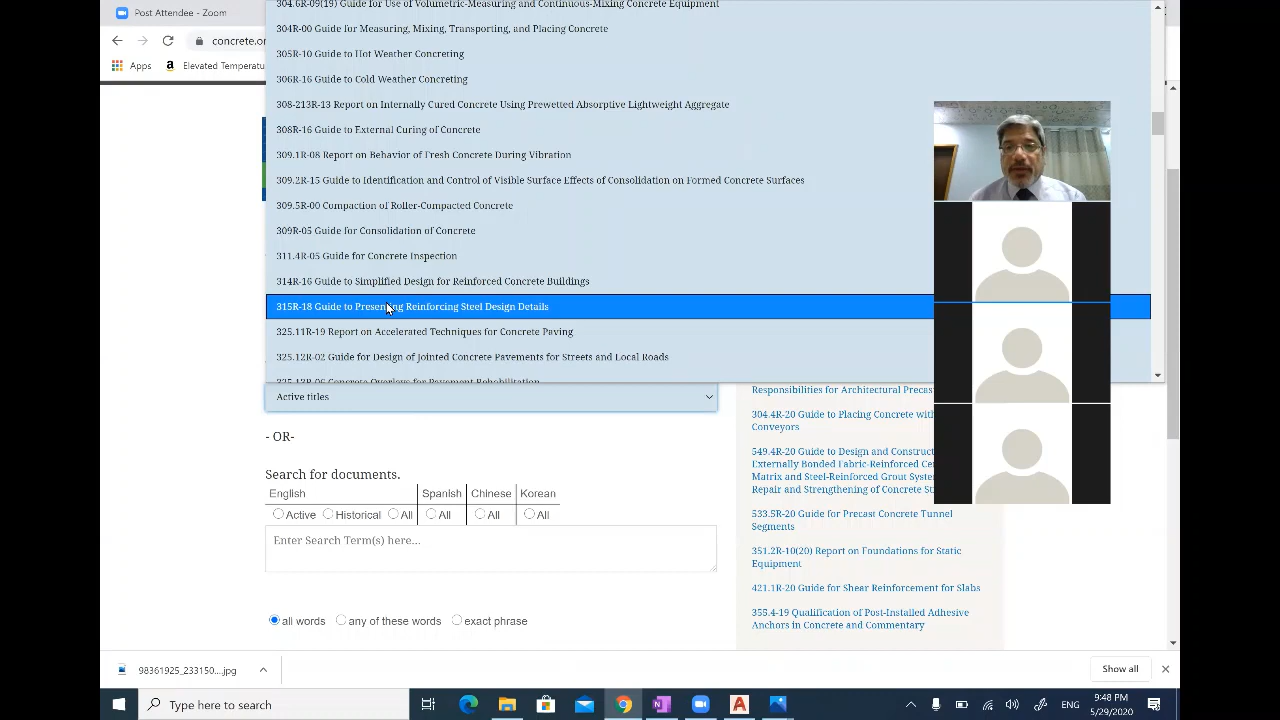 Post Attendee - Zoom
304.6R-09(19) Guide for Use of Volumetric-Measuring and Continuous-Mixing Concrete Equipment
304R-00 Guide for Measuring, Mixing, Transporting, and Placing Concrete
concrete.or
305R-10 Guide to Hot Weather Concreting
Apps
Elevated Temperatu
306R-16 Guide to Cold Weather Concreting
308-213R-13 Report on Internally Cured Concrete Using Prewetted Absorptive Lightweight Aggregate
308R-16 Guide to External Curing of Concrete
309.1R-08 Report on Behavior of Fresh Concrete During Vibration
309.2R-15 Guide to Identification and Control of Visible Surface Effects of Consolidation on Formed Concrete Surfaces
309.5R-00 Compaction of Roller-Compacted Concrete
309R-05 Guide for Consolidation of Concrete
311.4R-05 Guide for Concrete Inspection
314R-16 Guide to Simplified Design for Reinforced Concrete Buildings
315R-18 Guide to Presenting Reinforcing Steel Design Details
325.11R-19 Report on Accelerated Techniques for Concrete Paving
325.12R-02 Guide for Design of Jointed Concrete Pavements for Streets and Local Roads
325.13R-06 Concrete Overlays for Pavement Rehabilitation
Active titles
- OR-
Search for documents.
English Spanish Chinese Korean
Active Historical All All All All
Enter Search Term(s) here...
all words any of these words exact phrase
Responsibilities for Architectural Precast
304.4R-20 Guide to Placing Concrete with
Conveyors
549.4R-20 Guide to Design and Construct
Externally Bonded Fabric-Reinforced Ce
Matrix and Steel-Reinforced Grout System
Repair and Strengthening of Concrete St
533.5R-20 Guide for Precast Concrete Tunnel
Segments
351.2R-10(20) Report on Foundations for Static
Equipment
421.1R-20 Guide for Shear Reinforcement for Slabs
355.4-19 Qualification of Post-Installed Adhesive
Anchors in Concrete and Commentary
98361925_233150....jpg
Show all
Type here to search
ENG
9:48 PM
5/29/2020